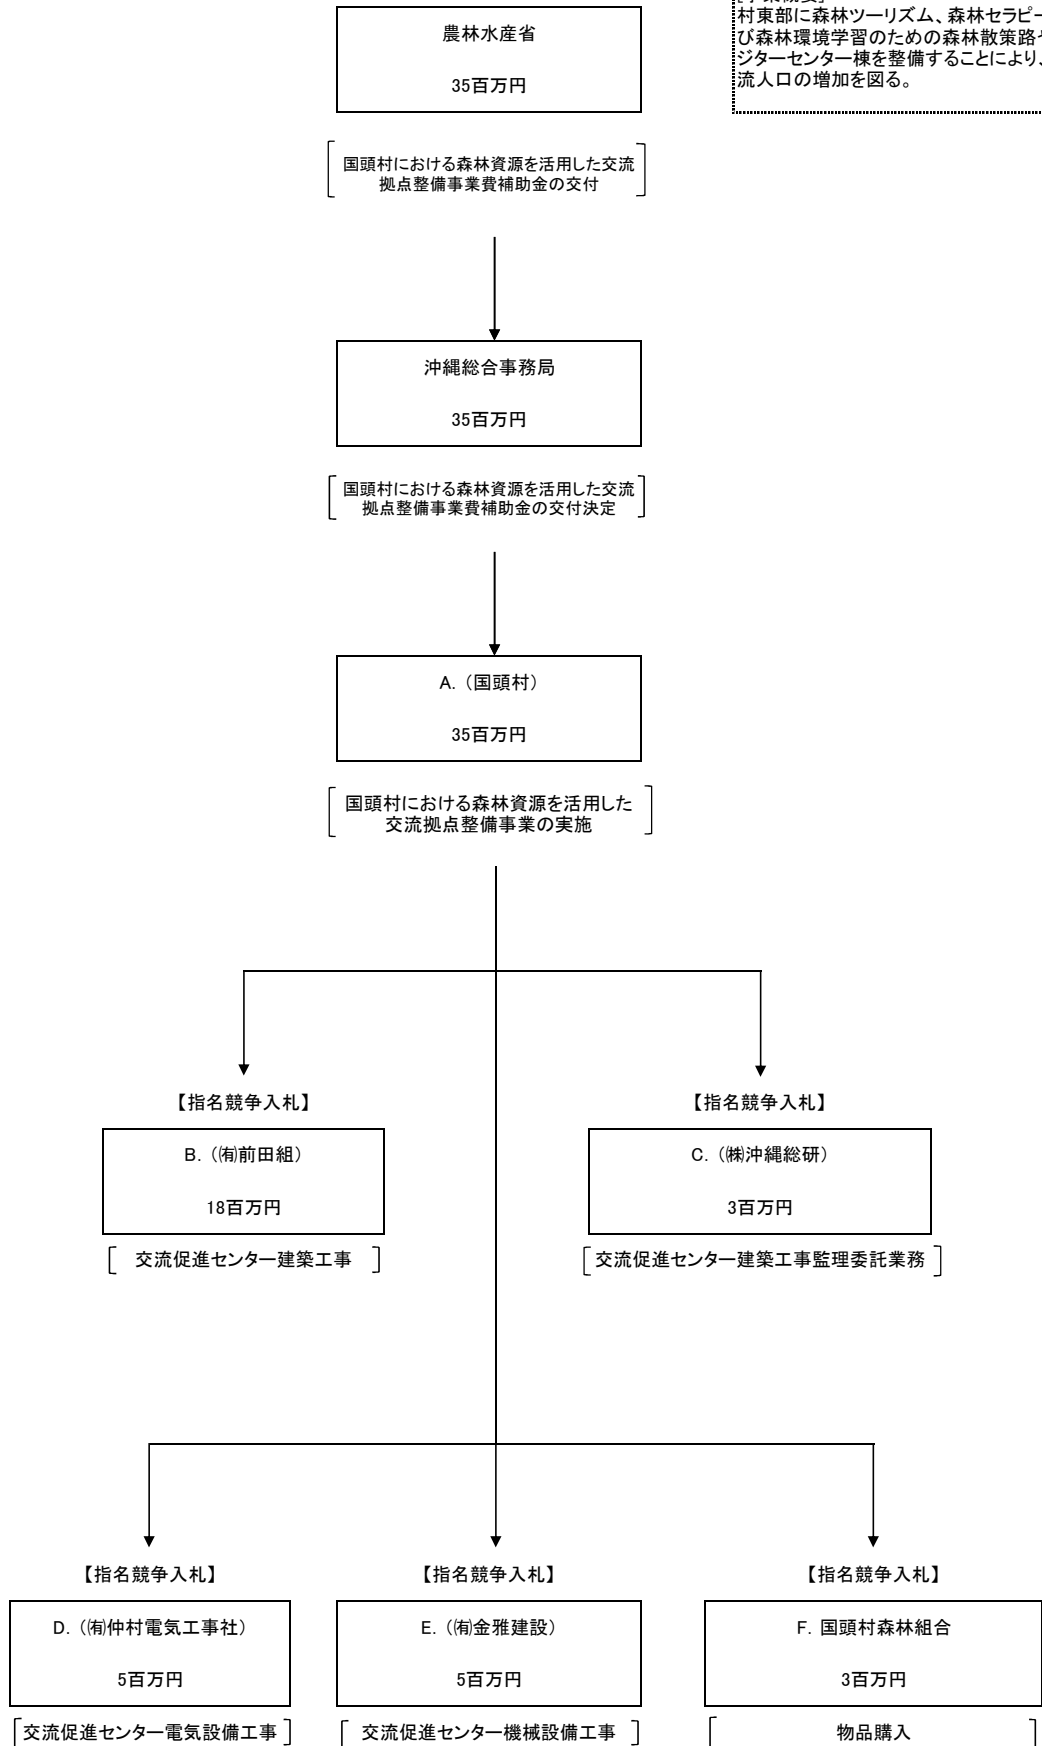 農林水産省
35百万円
村東部に森林ツーリズム、森林セラピー
び森林環境学習のための森林散策路
ジターセンター棟を整備することにより、
流人口の増加を図る。
国頭村における森林資源を活用した交流
拠点整備事業費補助金の交付
沖縄総合事務局
35百万円
国頭村における森林資源を活用した交流
拠点整備事業費補助金の交付決定
A.（国頭村）
35百万円
国頭村における森林資源を活用した
交流拠点整備事業の実施
【指名競争入札】
B.（㈲前田組）
18百万円
交流促進センター建築工事
【指名競争入札】
C.（㈱沖縄総研）
3百万円
交流促進センター建築工事監理委託業務
【指名競争入札】
D.（㈲仲村電気工事社）
5百万円
交流促進センター電気設備工事
【指名競争入札】
E.（㈲金雅建設）
5百万円
交流促進センター機械設備工事
【指名競争入札】
F. 国頭村森林組合
3百万円
物品購入